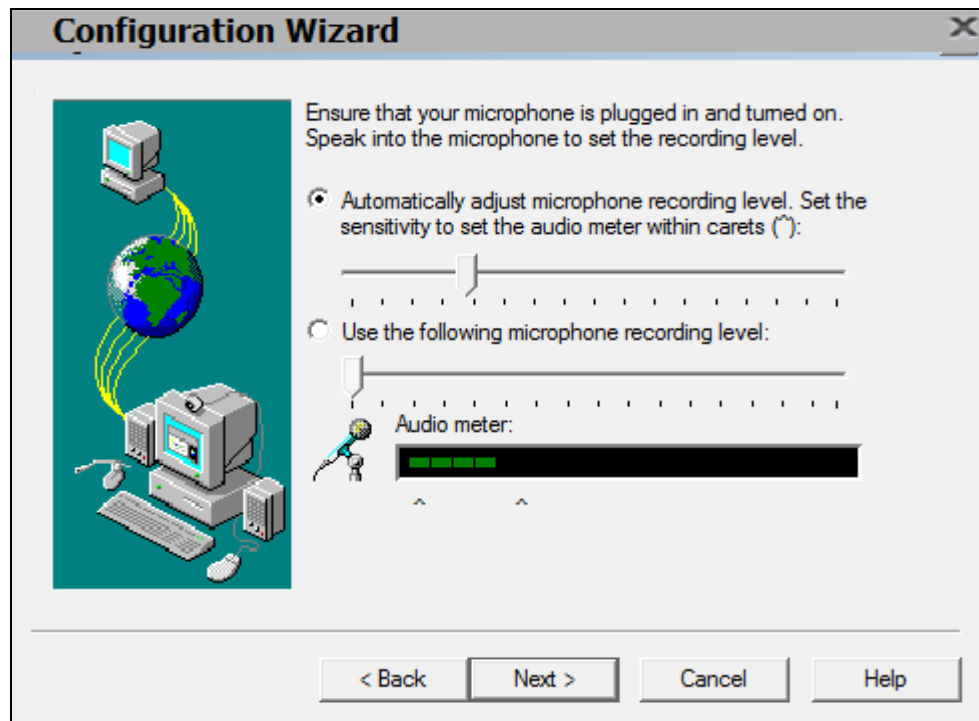 Configuration Wizard
Ensure that your microphone is plugged in and turned on.
Speak into the microphone to set the recording level.
Automatically adjust microphone recording level. Set the
sensitivity to set the audio meter within carets (^):
Use the following microphone recording level:
Audio meter:
^ ^
< Back Next > Cancel Help